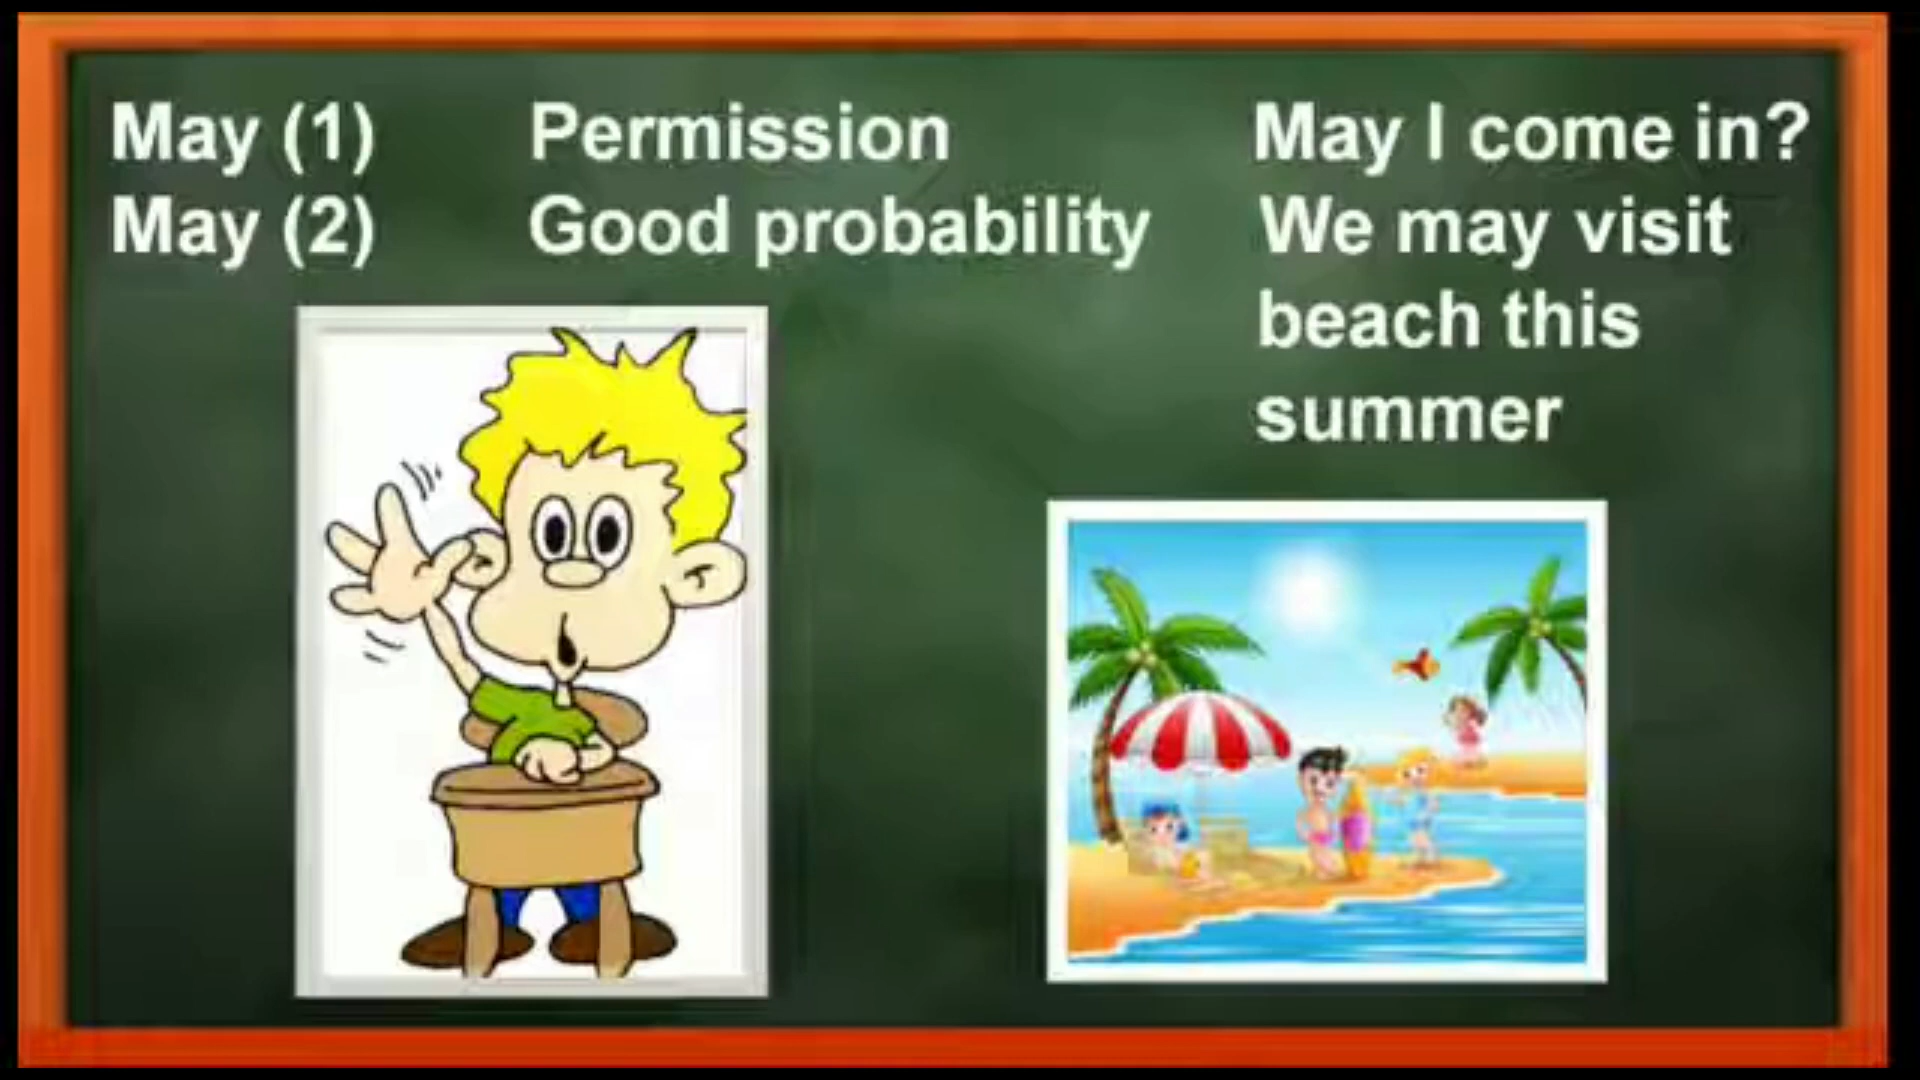 May (1) Permission May I come in?
May (2) Good probability We may visit
beach this
summer